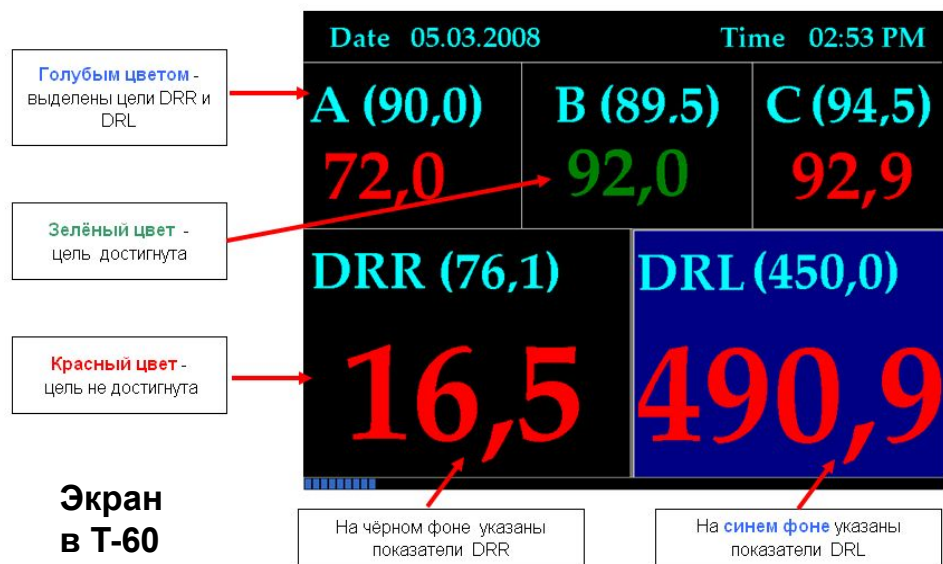 Date 05.03.2008 Time 02:53 PM
Голубым цветом -
выделены цели DRR и
DRL
A (90,0) B (89,5) C (94,5)
72,0 92,0 92,9
Зелёный цвет -
цель достигнута
DRR (76,1) DRL (450,0)
Красный цвет -
цель не достигнута
16,5 490,9
Экран
в Т-60
На чёрном фоне указаны
показатели DRR
На синем фоне указаны
показатели DRL